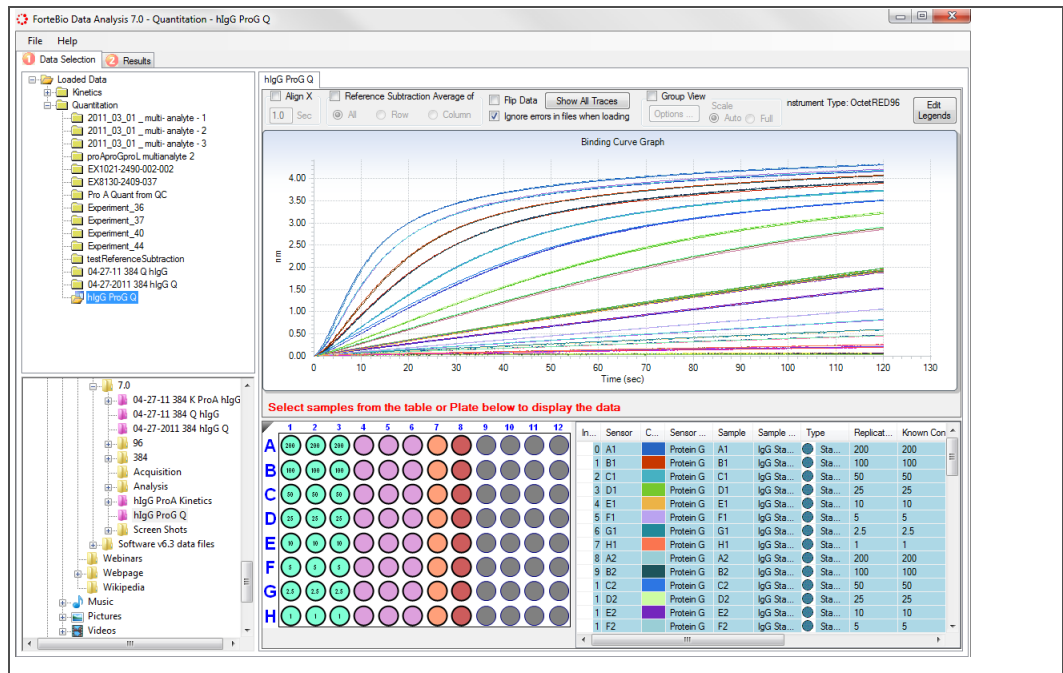 ForteBio Data Analysis 7.0 - Quantitation - hIgG ProG Q
File Help
1 Data Selection 2 Results
Loaded Data
Kinetics
Quantitation
2011_03_01 _ multi- analyte - 1
2011_03_01 _ multi- analyte - 2
2011_03_01 _ multi- analyte - 3
proAproGproL multianalyte 2
EX1021-2490-002-002
EX8130-2409-037
Pro A Quant from QC
Experiment_36
Experiment_37
Experiment_40
Experiment_44
testReferenceSubtraction
04-27-11 384 Q hIgG
04-27-2011 384 hIgG Q
hIgG ProG Q
7.0
04-27-11 384 K ProA hIgG
04-27-11 384 Q hIgG
04-27-2011 384 hIgG Q
96
384
Acquisition
Analysis
hIgG ProA Kinetics
hIgG ProG Q
Screen Shots
Software v6.3 data files
Webinars
Webpage
Wikipedia
Music
Pictures
Videos
hIgG ProG Q
Align X Reference Subtraction Average of Flip Data Show All Traces Group View Scale nstrument Type: OctetRED96 Edit Legends
1.0 Sec All Row Column Ignore errors in files when loading Options ... Auto Full
Binding Curve Graph
4.00
3.50
3.00
2.50
2.00
1.50
1.00
0.50
0.00
nm
0 10 20 30 40 50 60 70 80 90 100 110 120 130
Time (sec)
Select samples from the table or Plate below to display the data
1 2 3 4 5 6 7 8 9 10 11 12
A 200 200 200
B 100 100 100
C 50 50 50
D 25 25 25
E 10 10 10
F 5 5 5
G 2.5 2.5 2.5
H 1 1 1
In... Sensor C... Sensor ... Sample Sample ... Type Replicat... Known Con
0 A1 Protein G A1 IgG Sta... Sta... 200 200
1 B1 Protein G B1 IgG Sta... Sta... 100 100
2 C1 Protein G C1 IgG Sta... Sta... 50 50
3 D1 Protein G D1 IgG Sta... Sta... 25 25
4 E1 Protein G E1 IgG Sta... Sta... 10 10
5 F1 Protein G F1 IgG Sta... Sta... 5 5
6 G1 Protein G G1 IgG Sta... Sta... 2.5 2.5
7 H1 Protein G H1 IgG Sta... Sta... 1 1
8 A2 Protein G A2 IgG Sta... Sta... 200 200
9 B2 Protein G B2 IgG Sta... Sta... 100 100
1 C2 Protein G C2 IgG Sta... Sta... 50 50
1 D2 Protein G D2 IgG Sta... Sta... 25 25
1 E2 Protein G E2 IgG Sta... Sta... 10 10
1 F2 Protein G F2 IgG Sta... Sta... 5 5